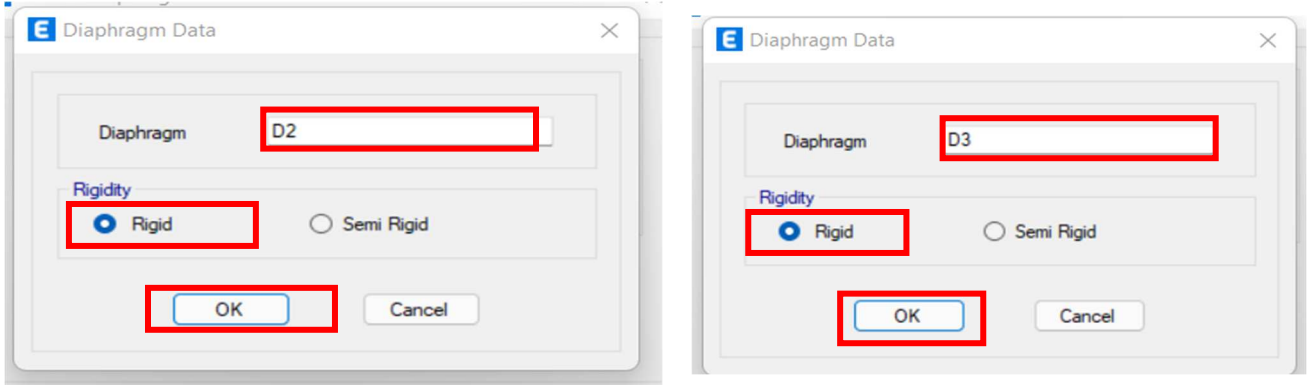 E Diaphragm Data
Diaphragm D2
Rigidity
Rigid Semi Rigid
OK Cancel
E Diaphragm Data
Diaphragm D3
Rigidity
Rigid Semi Rigid
OK Cancel